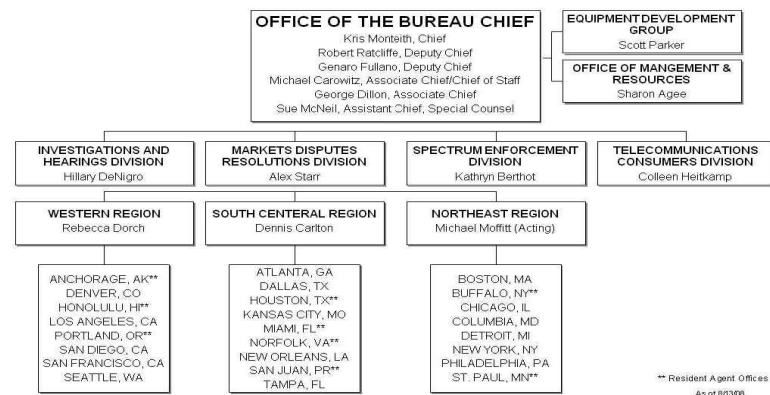 OFFICE OF THE BUREAU CHIEF
Kris Monteith, Chief
Robert Ratcliffe, Deputy Chief
Genaro Fullano, Deputy Chief
Michael Carowitz, Associate Chief/Chief of Staff
George Dillon, Associate Chief
Sue McNeil, Assistant Chief, Special Counsel
EQUIPMENT DEVELOPMENT
GROUP
Scott Parker
OFFICE OF MANGEMENT &
RESOURCES
Sharon Agee
INVESTIGATIONS AND
HEARINGS DIVISION
Hillary DeNigro
MARKETS DISPUTES
RESOLUTIONS DIVISION
Alex Starr
SPECTRUM ENFORCEMENT
DIVISION
Kathryn Berthot
TELECOMMUNICATIONS
CONSUMERS DIVISION
Colleen Heitkamp
WESTERN REGION
Rebecca Dorch
SOUTH CENTRAL REGION
Dennis Carlton
NORTHEAST REGION
Michael Moffitt (Acting)
ANCHORAGE, AK**
DENVER, CO
HONOLULU, HI**
LOS ANGELES, CA
PORTLAND, OR**
SAN DIEGO, CA
SAN FRANCISCO, CA
SEATTLE, WA
ATLANTA, GA
DALLAS, TX
HOUSTON, TX**
KANSAS CITY, MO
MIAMI, FL**
NORFOLK, VA**
NEW ORLEANS, LA
SAN JUAN, PR**
TAMPA, FL
BOSTON, MA
BUFFALO, NY**
CHICAGO, IL
COLUMBIA, MD
DETROIT, MI
NEW YORK, NY
PHILADELPHIA, PA
ST. PAUL, MN**
** Resident Agent Offices
As of 8/13/08